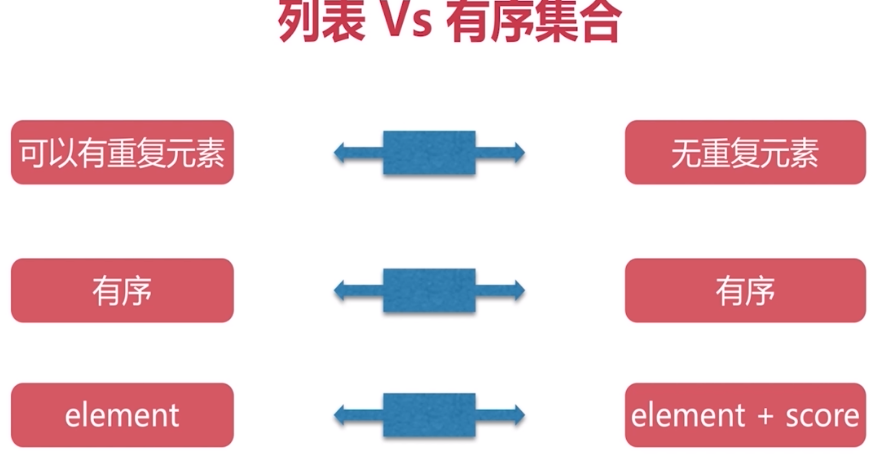 列表 Vs 有序集合
可以有重复元素
无重复元素
有序
有序
element
element + score